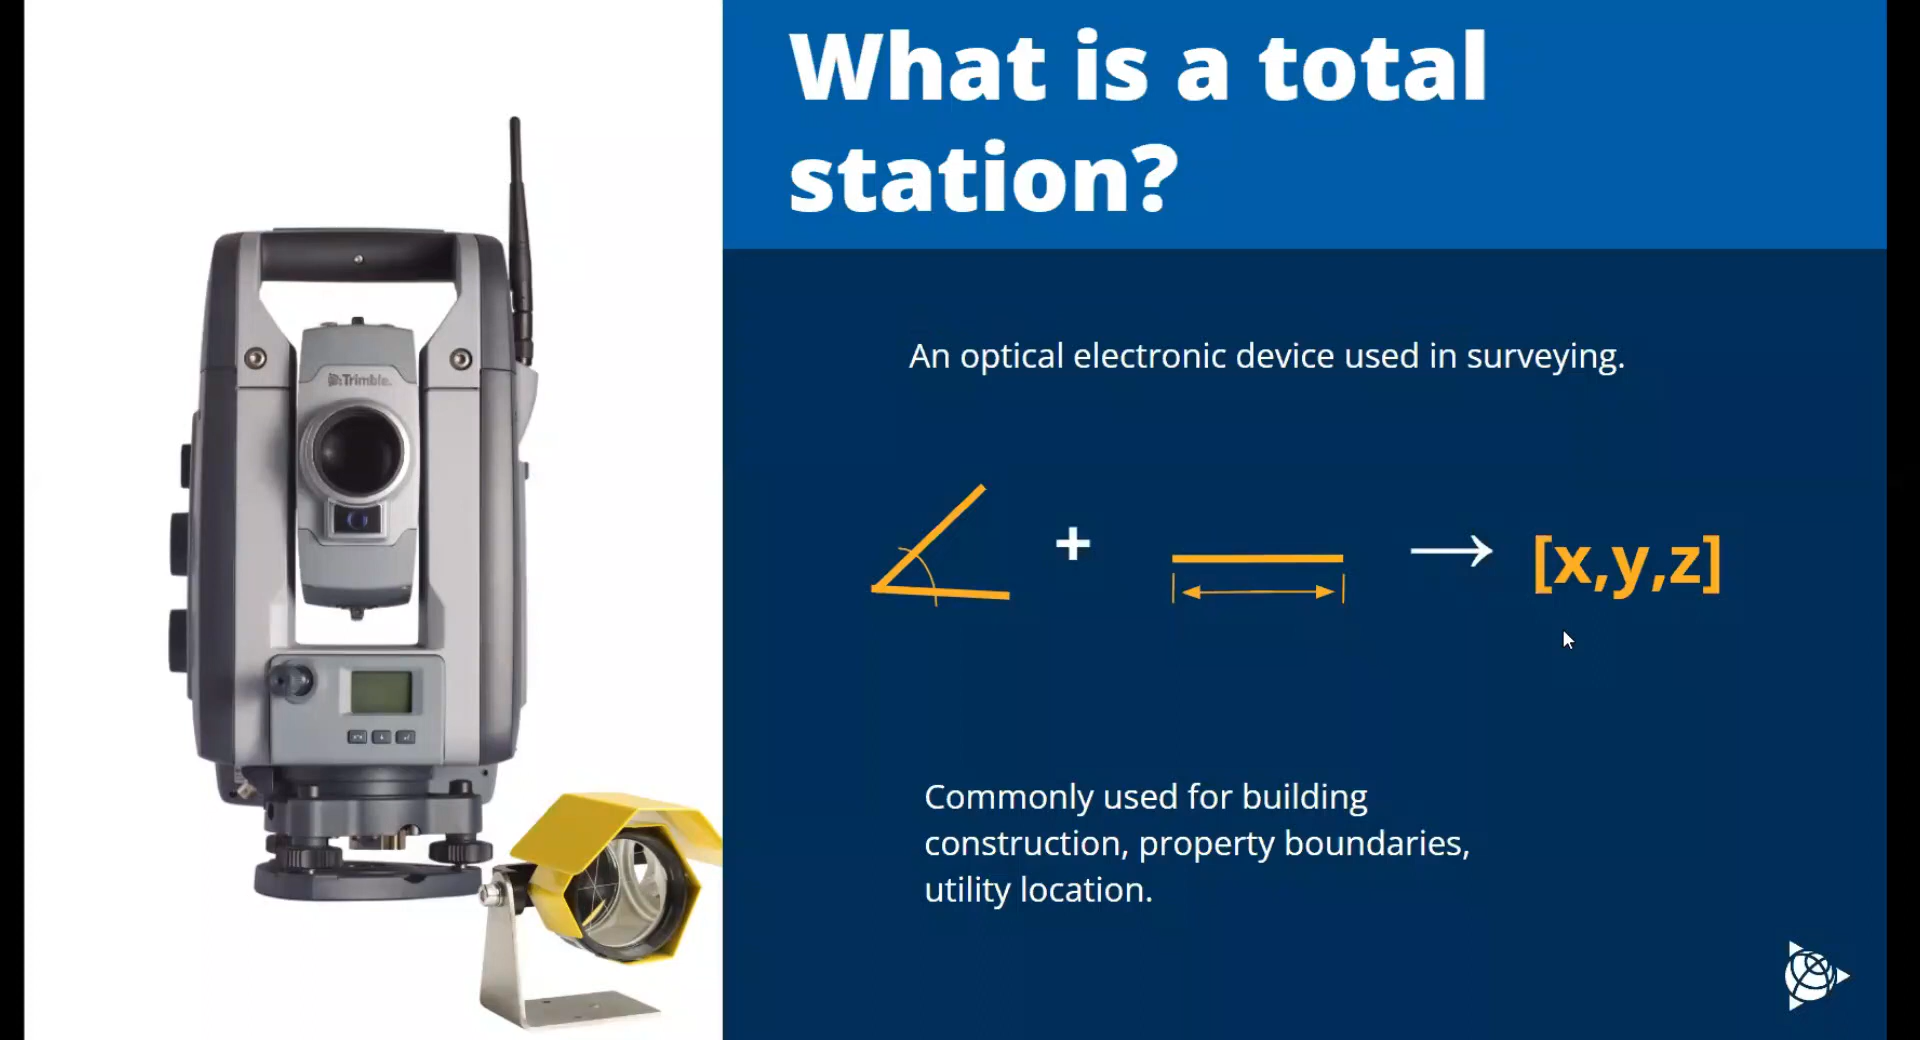 What is a total
station?
Trimble.
An optical electronic device used in surveying.
+ → [x,y,z]
Commonly used for building
construction, property boundaries,
utility location.